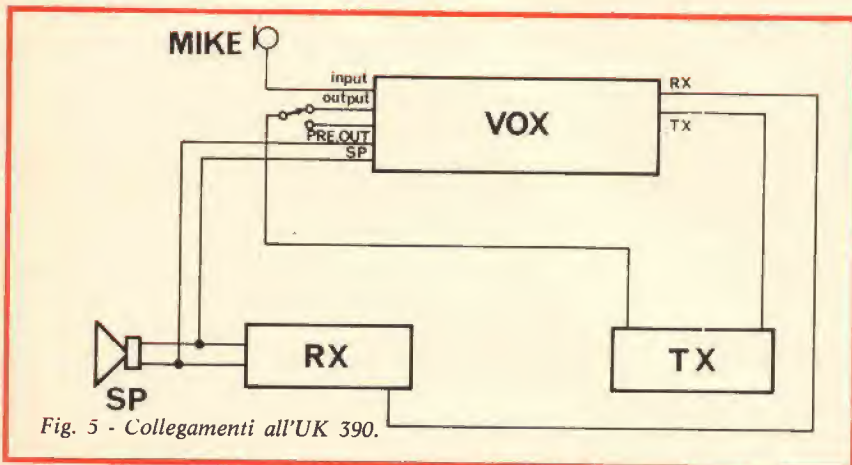 MIKE
input
output
PRE.OUT
SP
VOX
RX
TX
SP
RX
TX
Fig. 5 - Collegamenti all'UK 390.